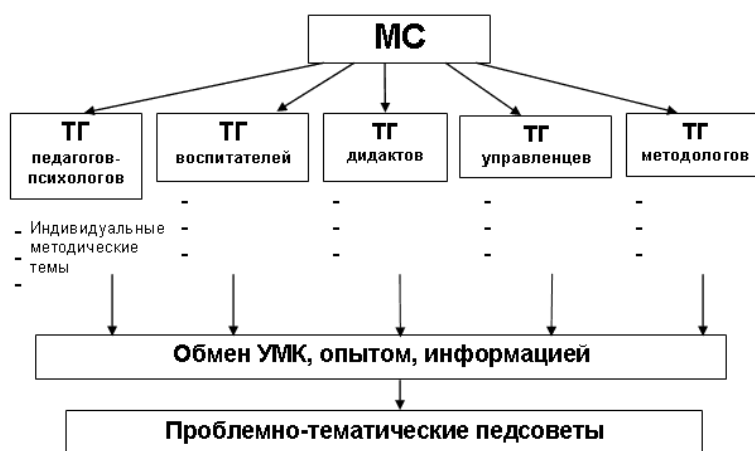 МС
ТГ
педагогов-
психологов
ТГ
воспитателей
ТГ
дидактов
ТГ
управленцев
ТГ
методологов
- Индивидуальные
- методические
темы
-
-
-
-
-
-
-
-
-
-
-
-
-
Обмен УМК, опытом, информацией
Проблемно-тематические педсоветы